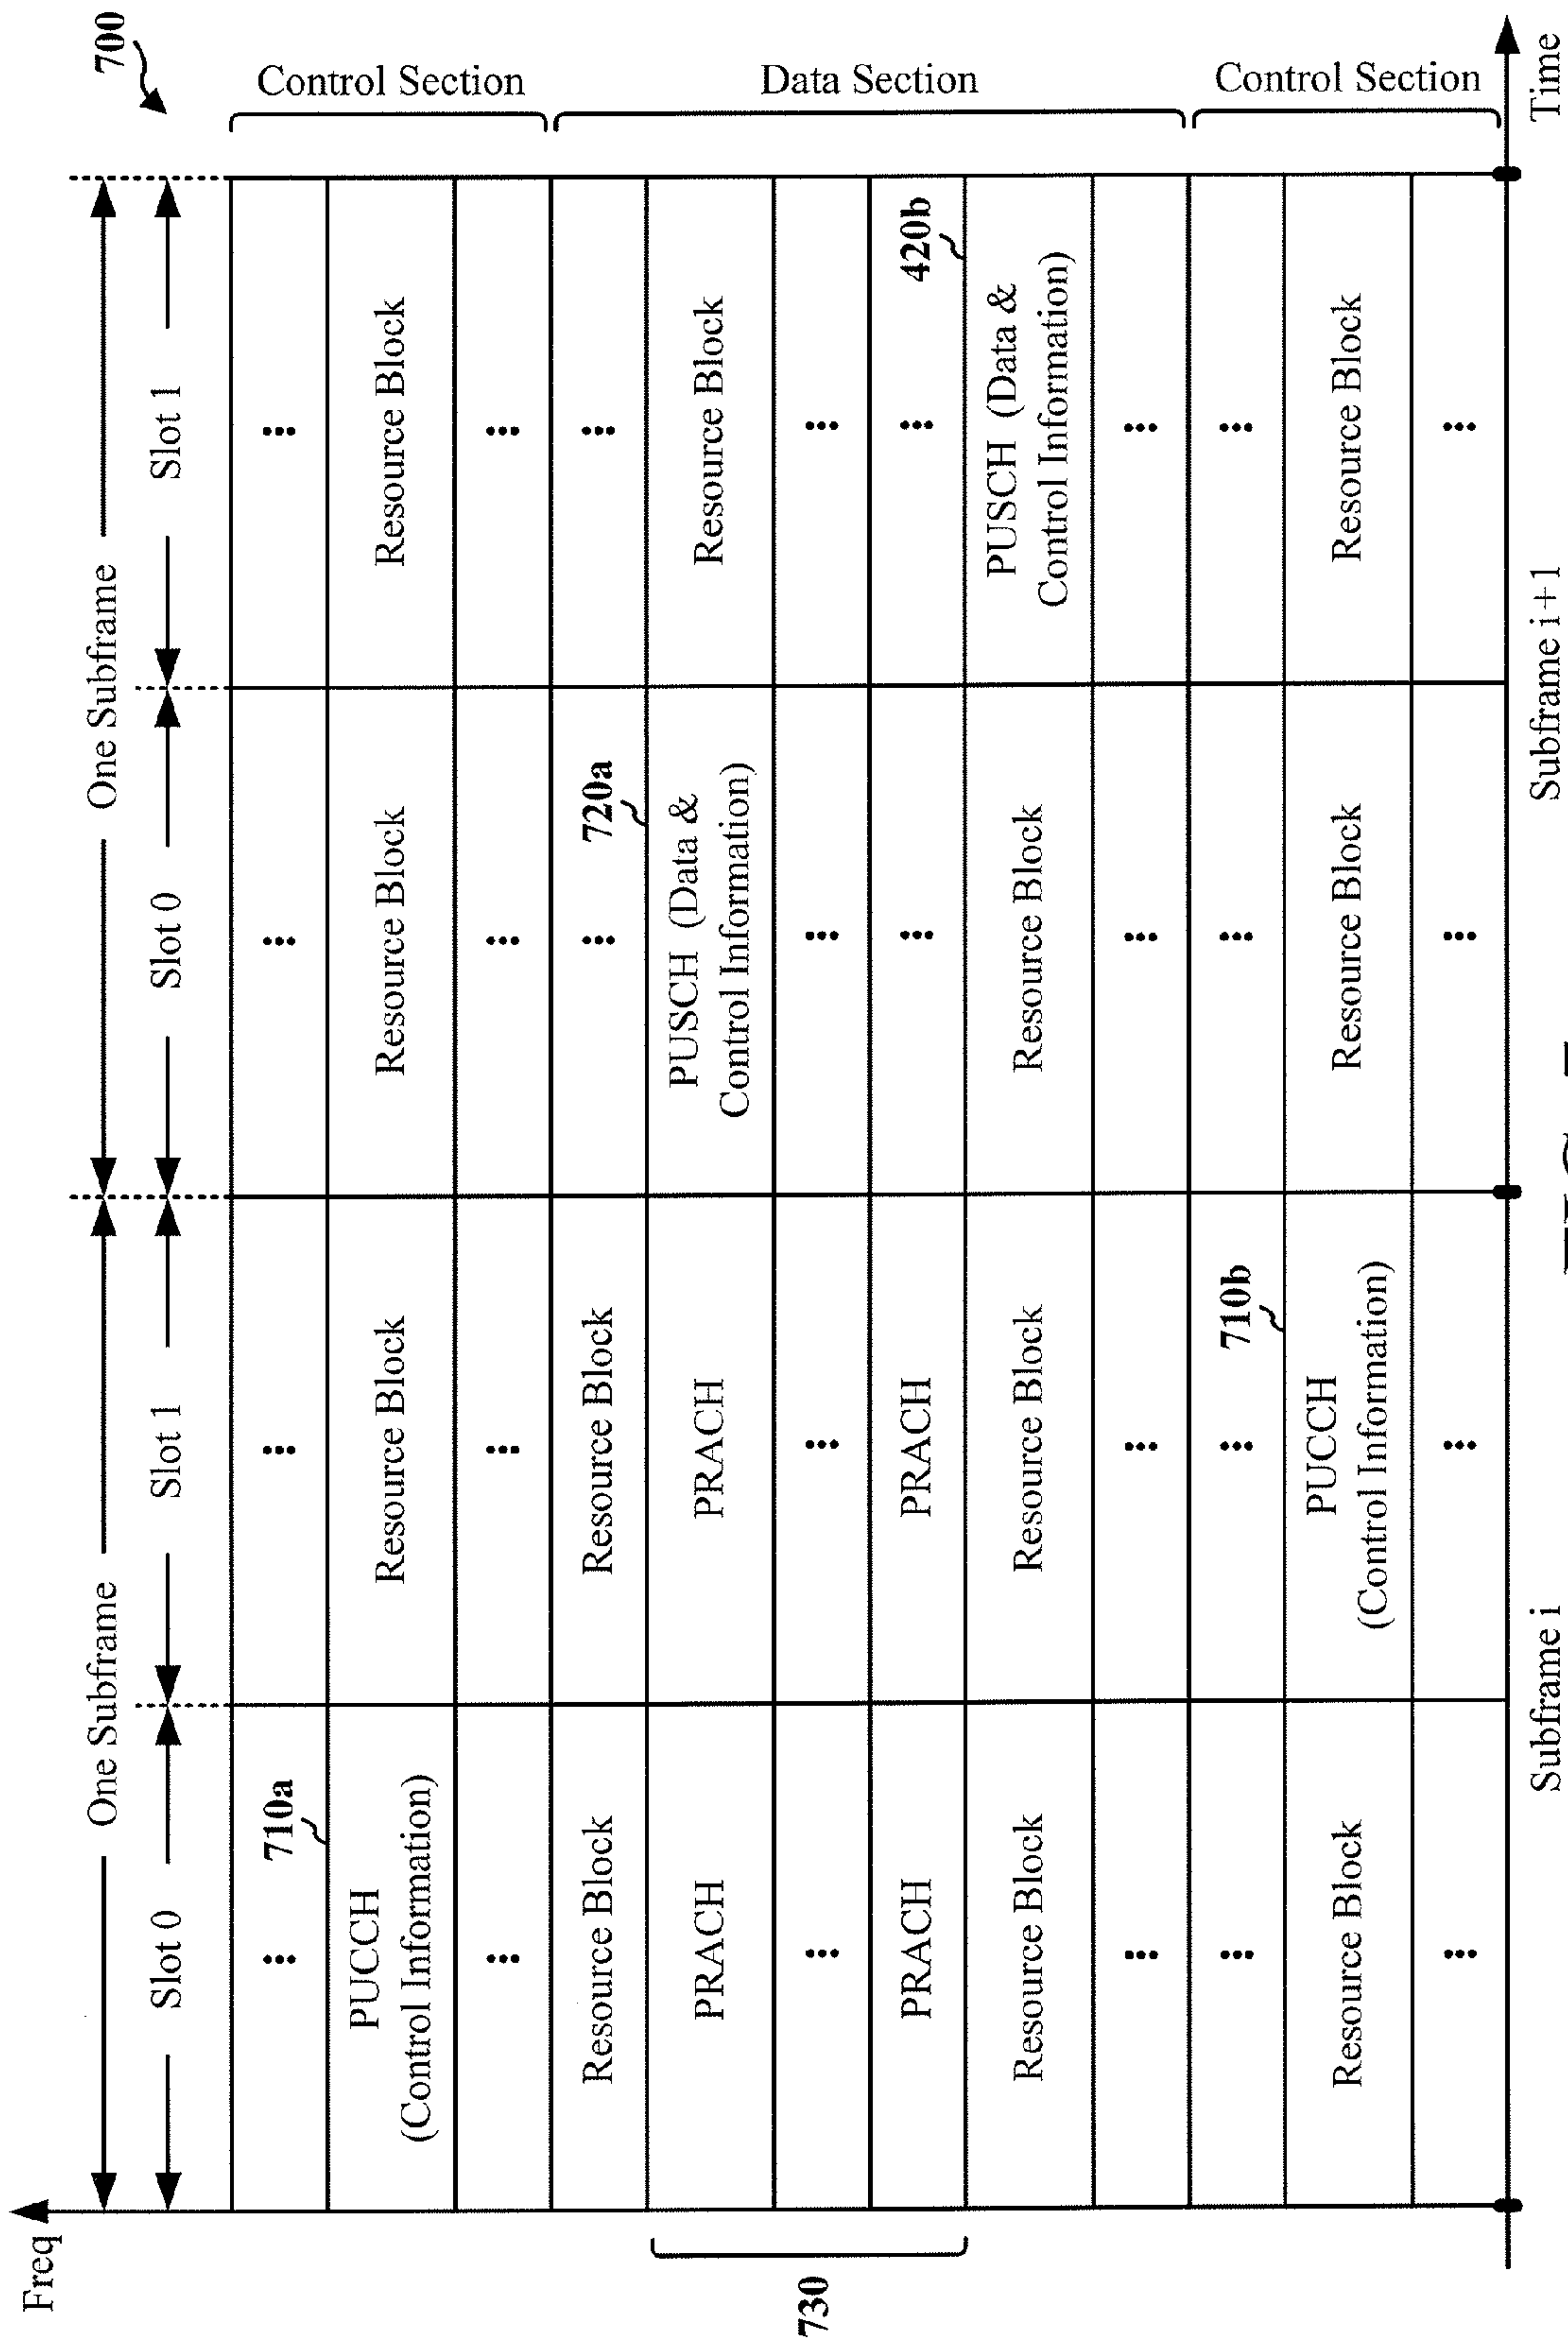 700
Freq
One Subframe
One Subframe
Slot 0
Slot 1
Slot 0
Slot 1
710a
Control Section
PUCCH
(Control Information)
Resource Block
Resource Block
Resource Block
Resource Block
Resource Block
720a
PRACH
PRACH
PUSCH (Data &
Control Information)
Resource Block
Data Section
730
PRACH
PRACH
420b
Resource Block
Resource Block
Resource Block
PUSCH (Data &
Control Information)
710b
Resource Block
PUCCH
(Control Information)
Resource Block
Resource Block
Control Section
Subframe i
Subframe i+1
Time